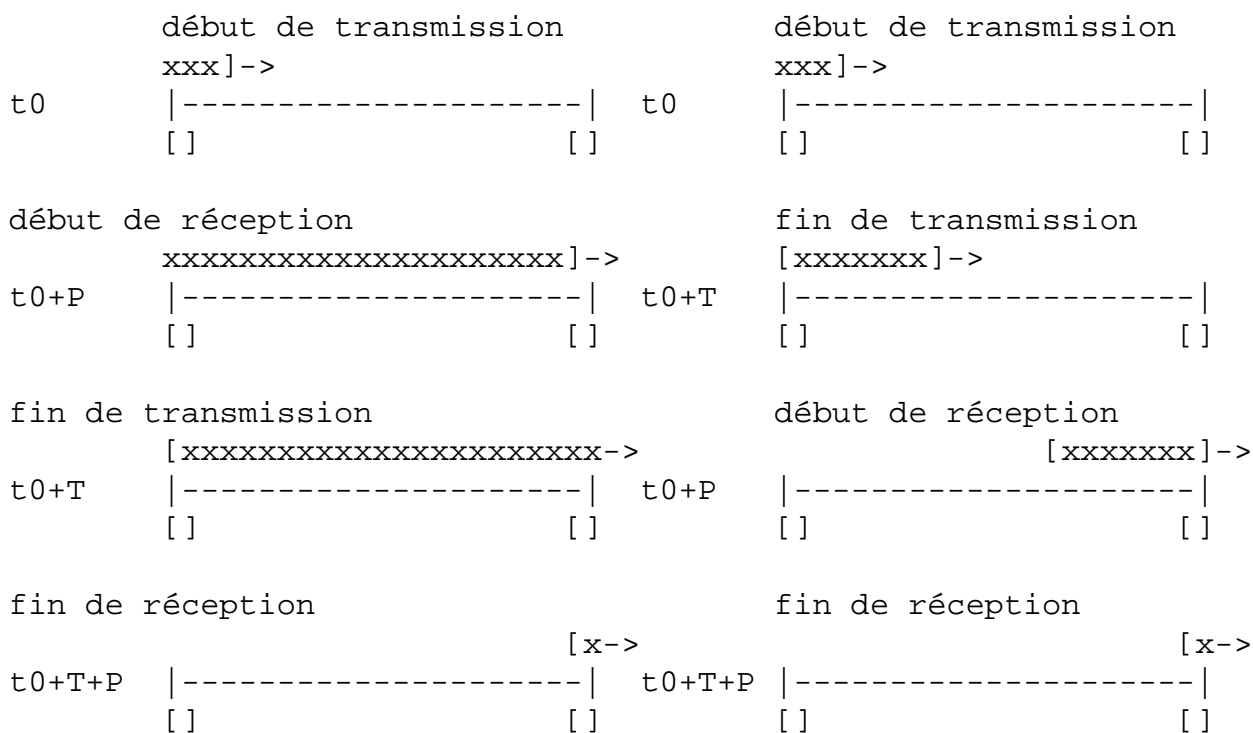 début de transmission début de transmission
xxx]-> xxx]->
t0 |---------------------| t0 |---------------------|
[] [] [] []
début de réception fin de transmission
xxxxxxxxxxxxxxxxxxxxx]-> [xxxxxxx]->
t0+P |---------------------| t0+T |---------------------|
[] [] [] []
fin de transmission début de réception
[xxxxxxxxxxxxxxxxxxxxxx-> [xxxxxxx]->
t0+T |---------------------| t0+P |---------------------|
[] [] [] []
fin de réception fin de réception
[x-> [x->
t0+T+P |---------------------| t0+T+P |---------------------|
[] [] [] []